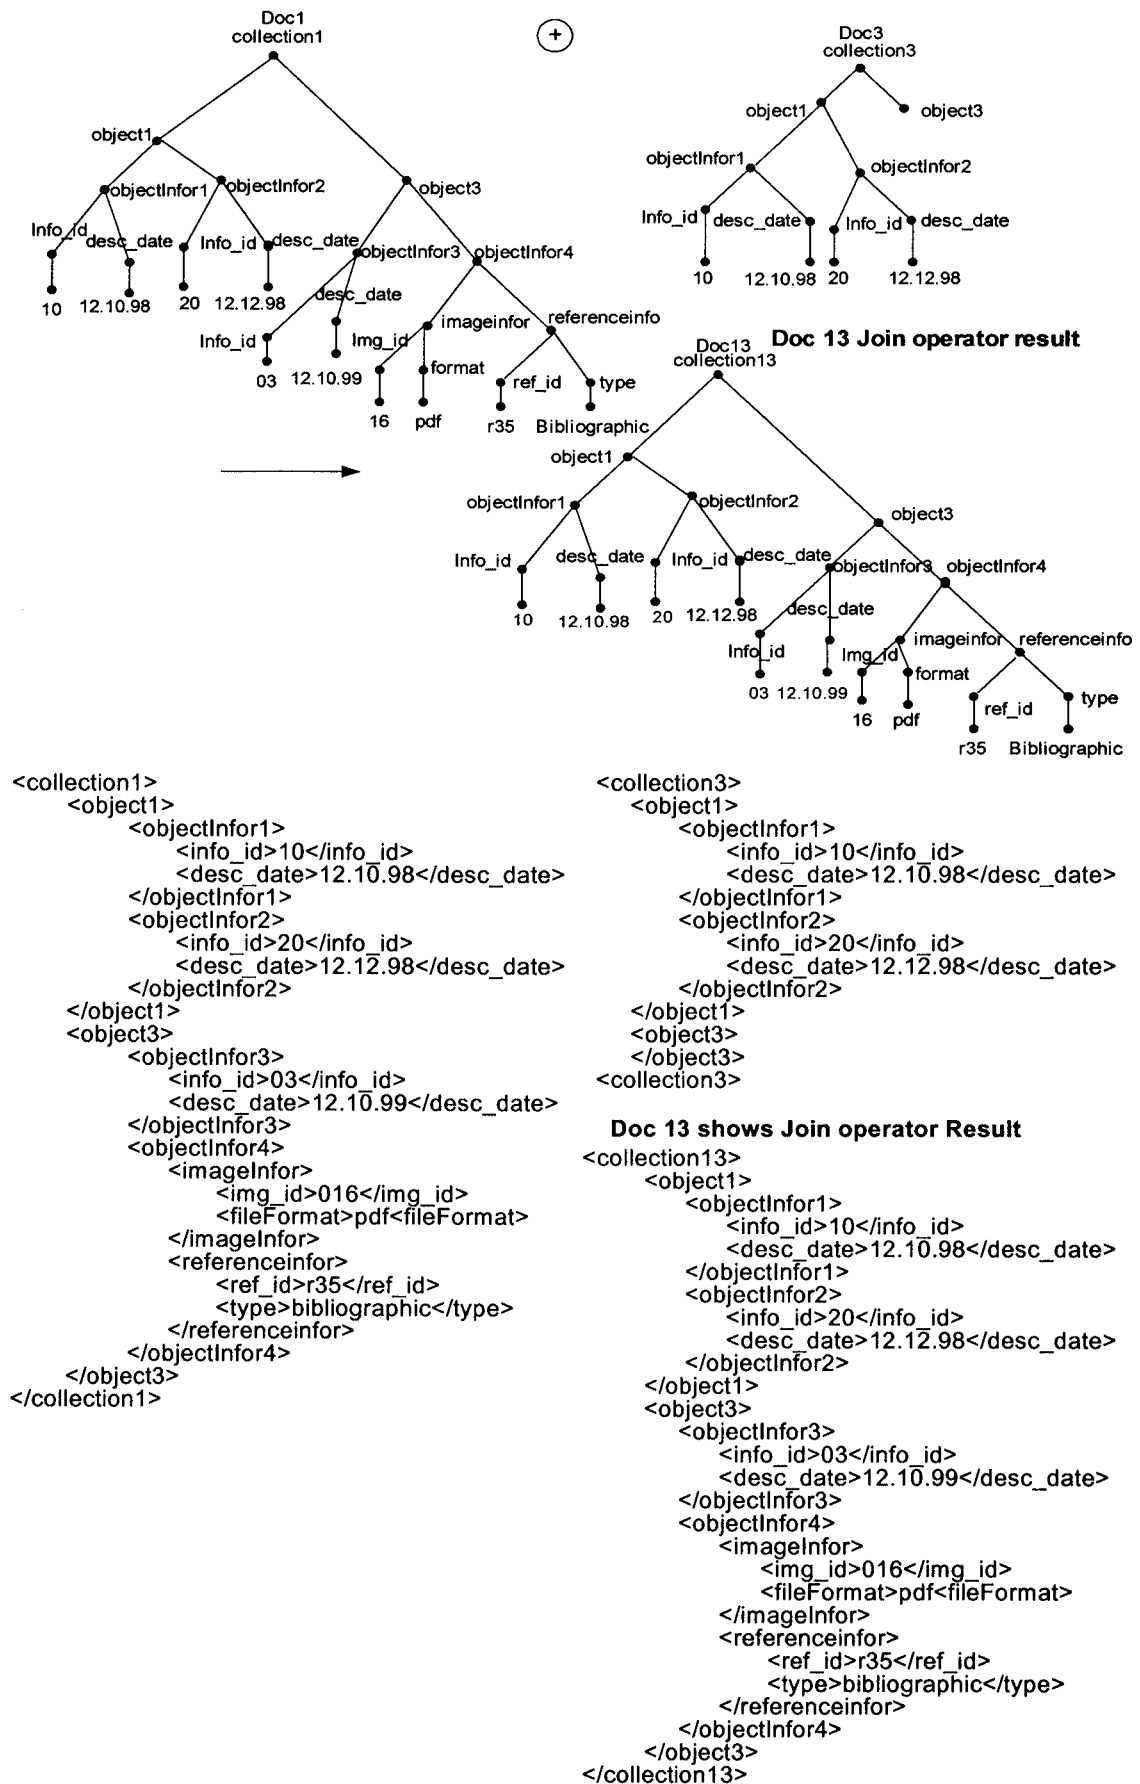 Doc1
collection1
+
object1
objectInfor1
objectInfor2
object3
Info_id
desc_date
Info_id
desc_date
objectInfor3
objectInfor4
10
12.10.98
20
12.12.98
desc_date
Info_id
Img_id
imageinfor
referenceinfo
03
12.10.99
format
ref_id
type
16
pdf
r35
Bibliographic
Doc3
collection3
object1
object3
objectInfor1
objectInfor2
Info_id
desc_date
Info_id
desc_date
10
12.10.98
20
12.12.98
Doc 13 Join operator result
Doc13
collection13
object1
objectInfor1
objectInfor2
object3
Info_id
desc_date
Info_id
desc_date
objectInfor3
objectInfor4
10
12.10.98
20
12.12.98
desc_date
Info_id
Img_id
imageinfor
referenceinfo
03
12.10.99
format
ref_id
type
16
pdf
r35
Bibliographic
<collection1>
<object1>
<objectInfor1>
<info_id>10</info_id>
<desc_date>12.10.98</desc_date>
</objectInfor1>
<objectInfor2>
<info_id>20</info_id>
<desc_date>12.12.98</desc_date>
</objectInfor2>
</object1>
<object3>
<objectInfor3>
<info_id>03</info_id>
<desc_date>12.10.99</desc_date>
</objectInfor3>
<objectInfor4>
<imageInfor>
<img_id>016</img_id>
<fileFormat>pdf<fileFormat>
</imageInfor>
<referenceinfor>
<ref_id>r35</ref_id>
<type>bibliographic</type>
</referenceinfor>
</objectInfor4>
</object3>
</collection1>
<collection3>
<object1>
<objectInfor1>
<info_id>10</info_id>
<desc_date>12.10.98</desc_date>
</objectInfor1>
<objectInfor2>
<info_id>20</info_id>
<desc_date>12.12.98</desc_date>
</objectInfor2>
</object1>
<object3>
</object3>
<collection3>
Doc 13 shows Join operator Result
<collection13>
<object1>
<objectInfor1>
<info_id>10</info_id>
<desc_date>12.10.98</desc_date>
</objectInfor1>
<objectInfor2>
<info_id>20</info_id>
<desc_date>12.12.98</desc_date>
</objectInfor2>
</object1>
<object3>
<objectInfor3>
<info_id>03</info_id>
<desc_date>12.10.99</desc_date>
</objectInfor3>
<objectInfor4>
<imageInfor>
<img_id>016</img_id>
<fileFormat>pdf<fileFormat>
</imageInfor>
<referenceinfor>
<ref_id>r35</ref_id>
<type>bibliographic</type>
</referenceinfor>
</objectInfor4>
</object3>
</collection13>